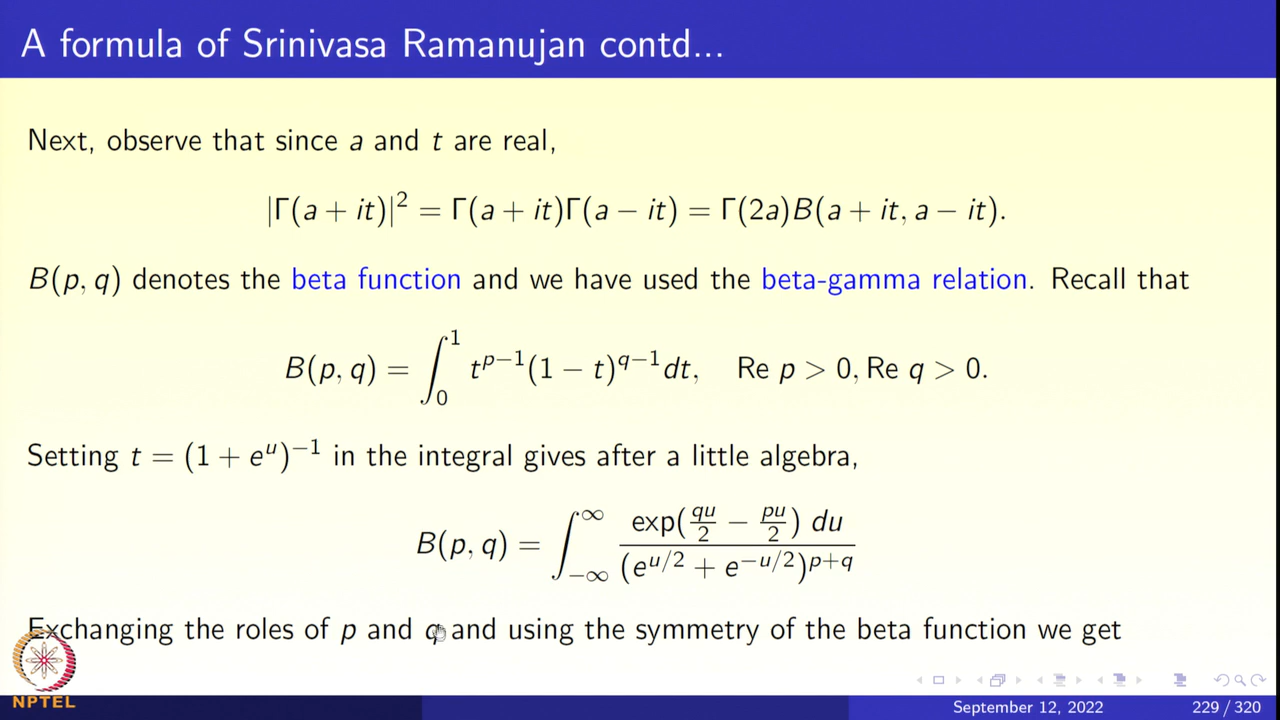 A formula of Srinivasa Ramanujan contd...
Next, observe that since a and t are real,
|Γ(a + it)|² = Γ(a + it)Γ(a − it) = Γ(2a)B(a + it, a − it).
B(p, q) denotes the beta function and we have used the beta-gamma relation. Recall that
B(p, q) = ∫₀¹ t^{p−1}(1 − t)^{q−1}dt, Re p > 0, Re q > 0.
Setting t = (1 + e^u)^{−1} in the integral gives after a little algebra,
B(p, q) = ∫_{−∞}^{∞} \frac{exp(\frac{qu}{2} − \frac{pu}{2}) du}{(e^{u/2} + e^{−u/2})^{p+q}}
Exchanging the roles of p and q and using the symmetry of the beta function we get
NPTEL
September 12, 2022 229 / 320